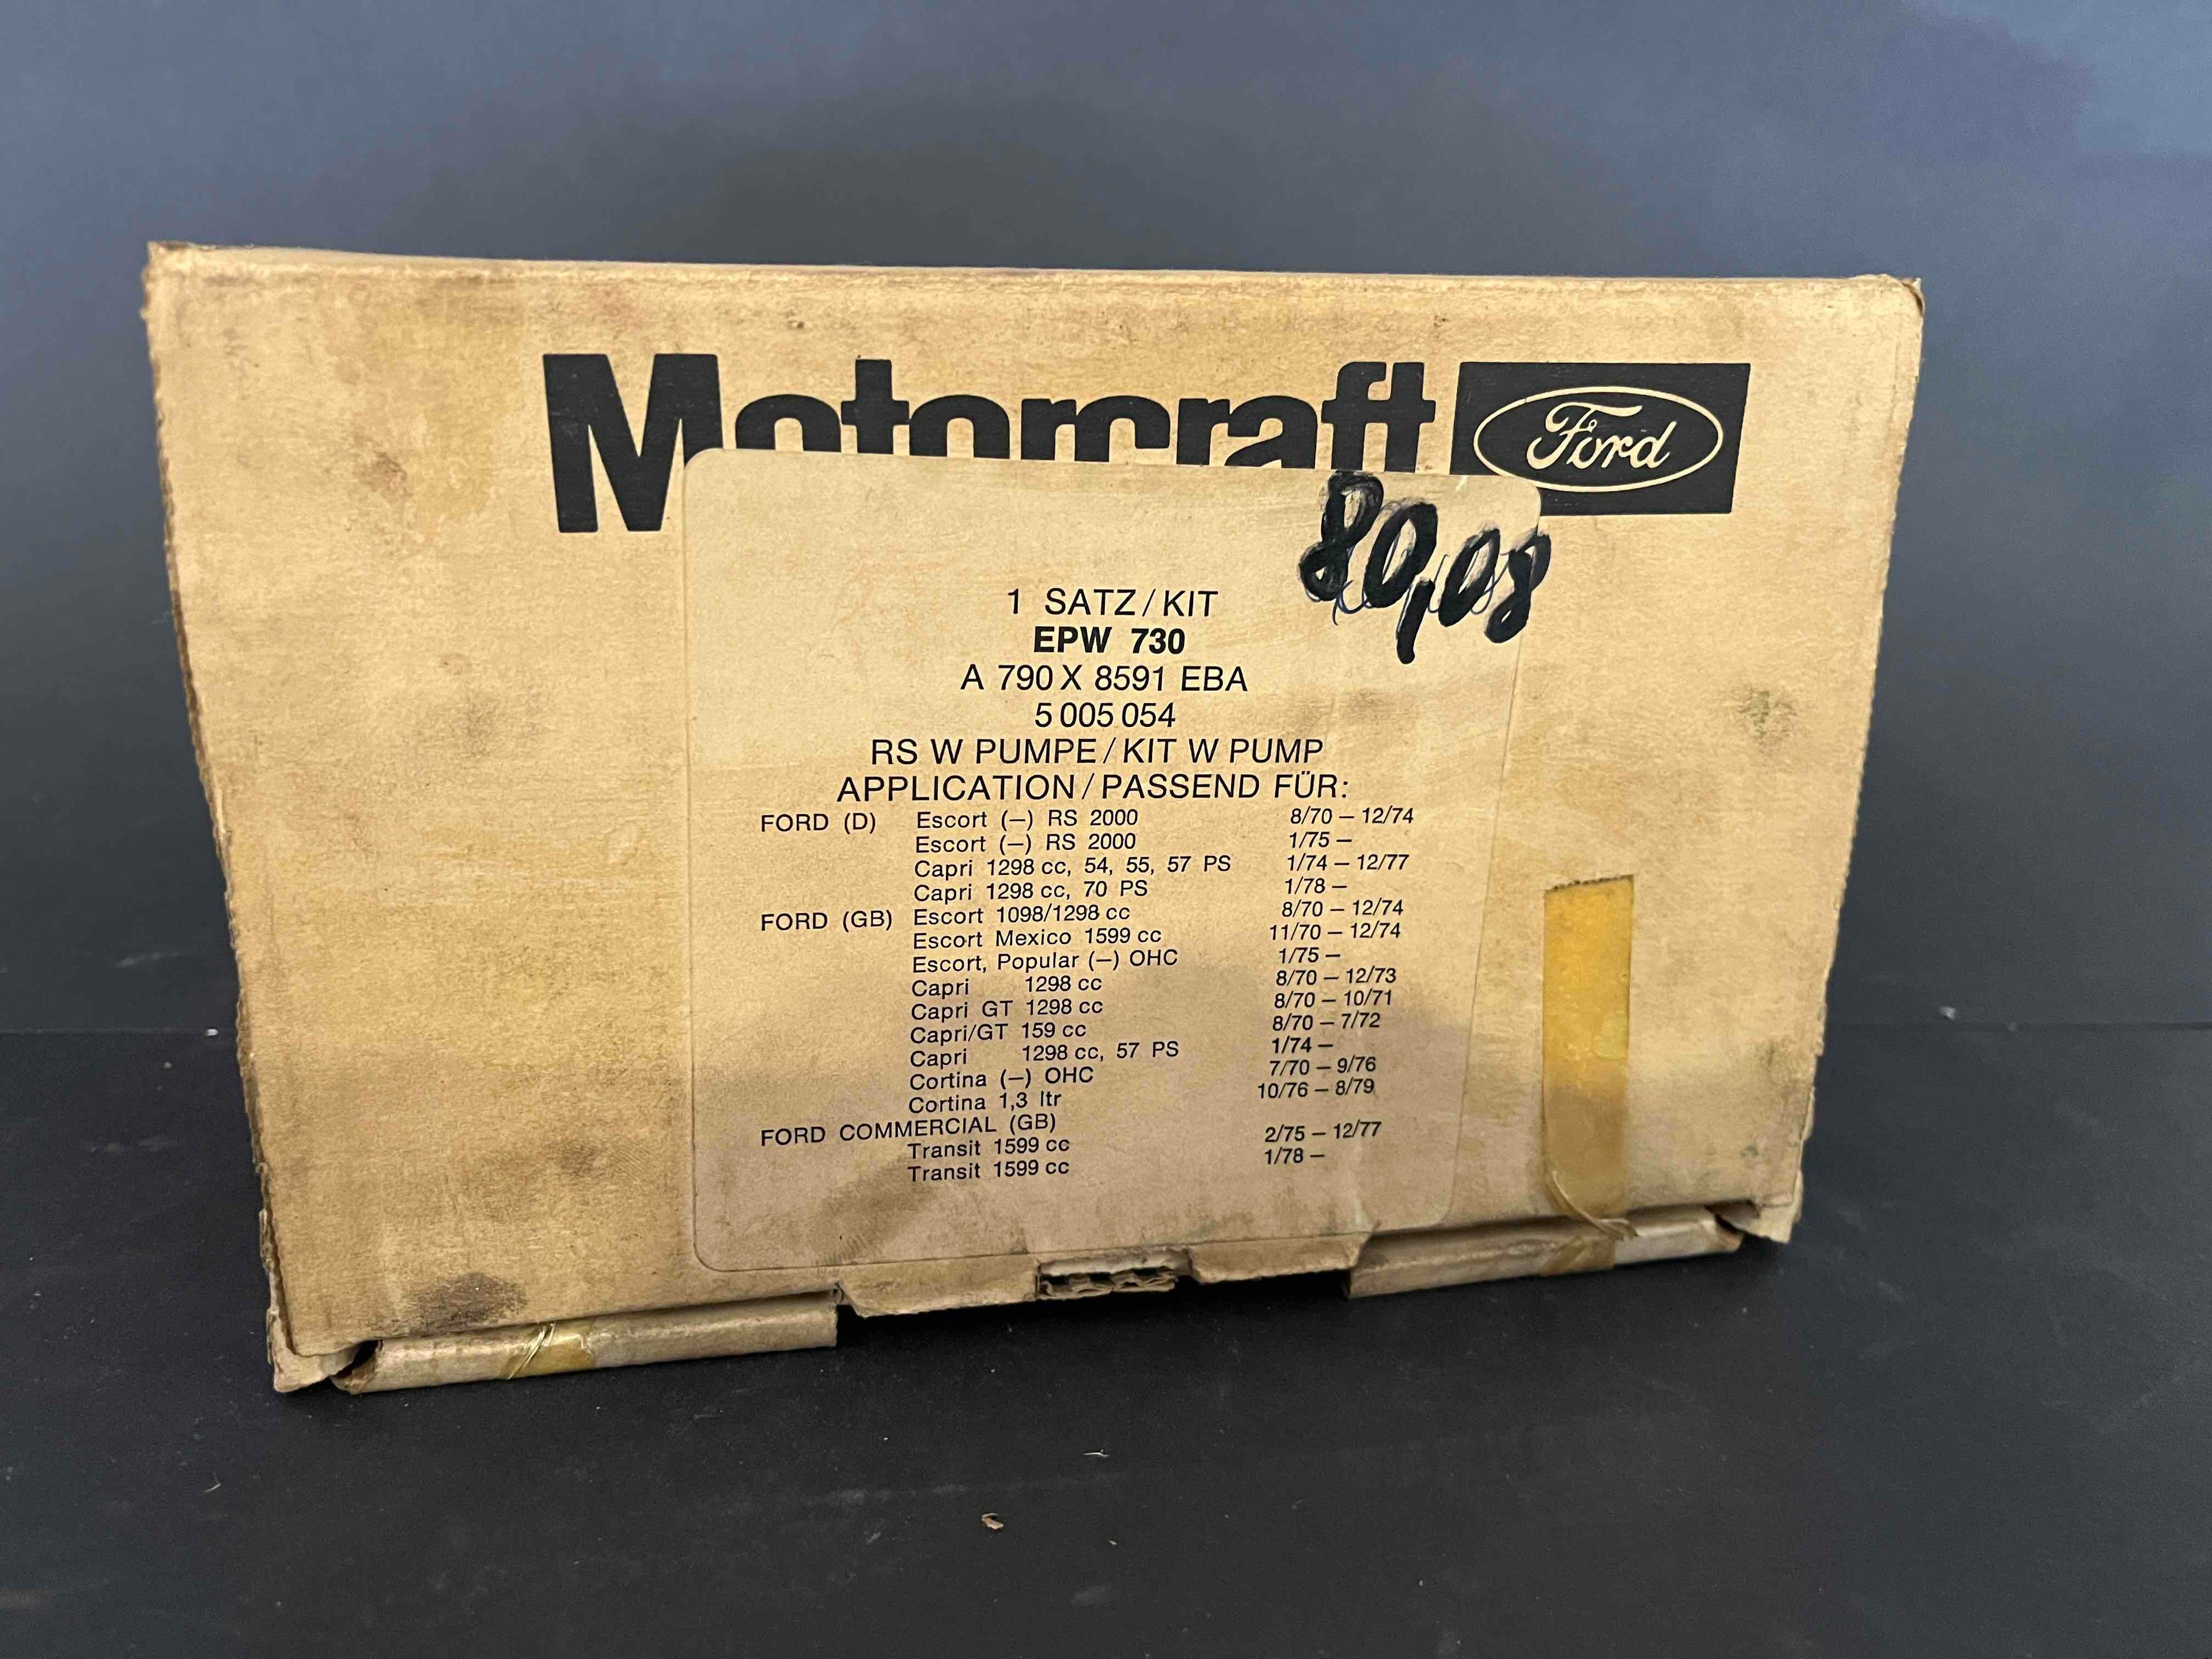 Motorcraft Ford
80,08
1 SATZ/KIT
EPW 730
A 790 X 8591 EBA
5 005 054
RS W PUMPE/KIT W PUMP
APPLICATION/PASSEND FÜR:
FORD (D) Escort (–) RS 2000 8/70 – 12/74
Escort (–) RS 2000 1/75 –
Capri 1298 cc, 54, 55, 57 PS 1/74 – 12/77
Capri 1298 cc, 70 PS 1/78 –
FORD (GB) Escort 1098/1298 cc 8/70 – 12/74
Escort Mexico 1599 cc 11/70 – 12/74
Escort, Popular (–) OHC 1/75 –
Capri 1298 cc 8/70 – 12/73
Capri GT 1298 cc 8/70 – 10/71
Capri/GT 159 cc 8/70 – 7/72
Capri 1298 cc, 57 PS 1/74 –
Cortina (–) OHC 7/70 – 9/76
Cortina 1,3 ltr 10/76 – 8/79
FORD COMMERCIAL (GB)
Transit 1599 cc 2/75 – 12/77
Transit 1599 cc 1/78 –